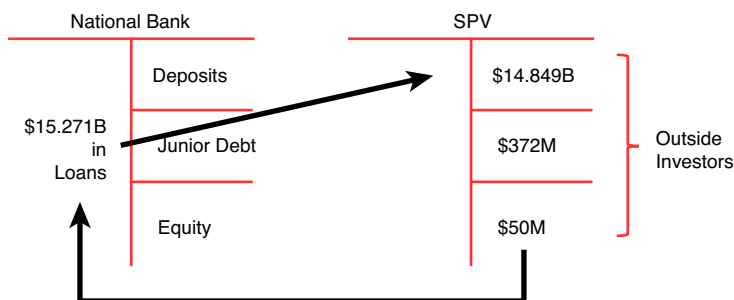 National Bank
SPV
Deposits
$14.849B
$15.271B
in
Loans
Junior Debt
$372M
Outside
Investors
Equity
$50M